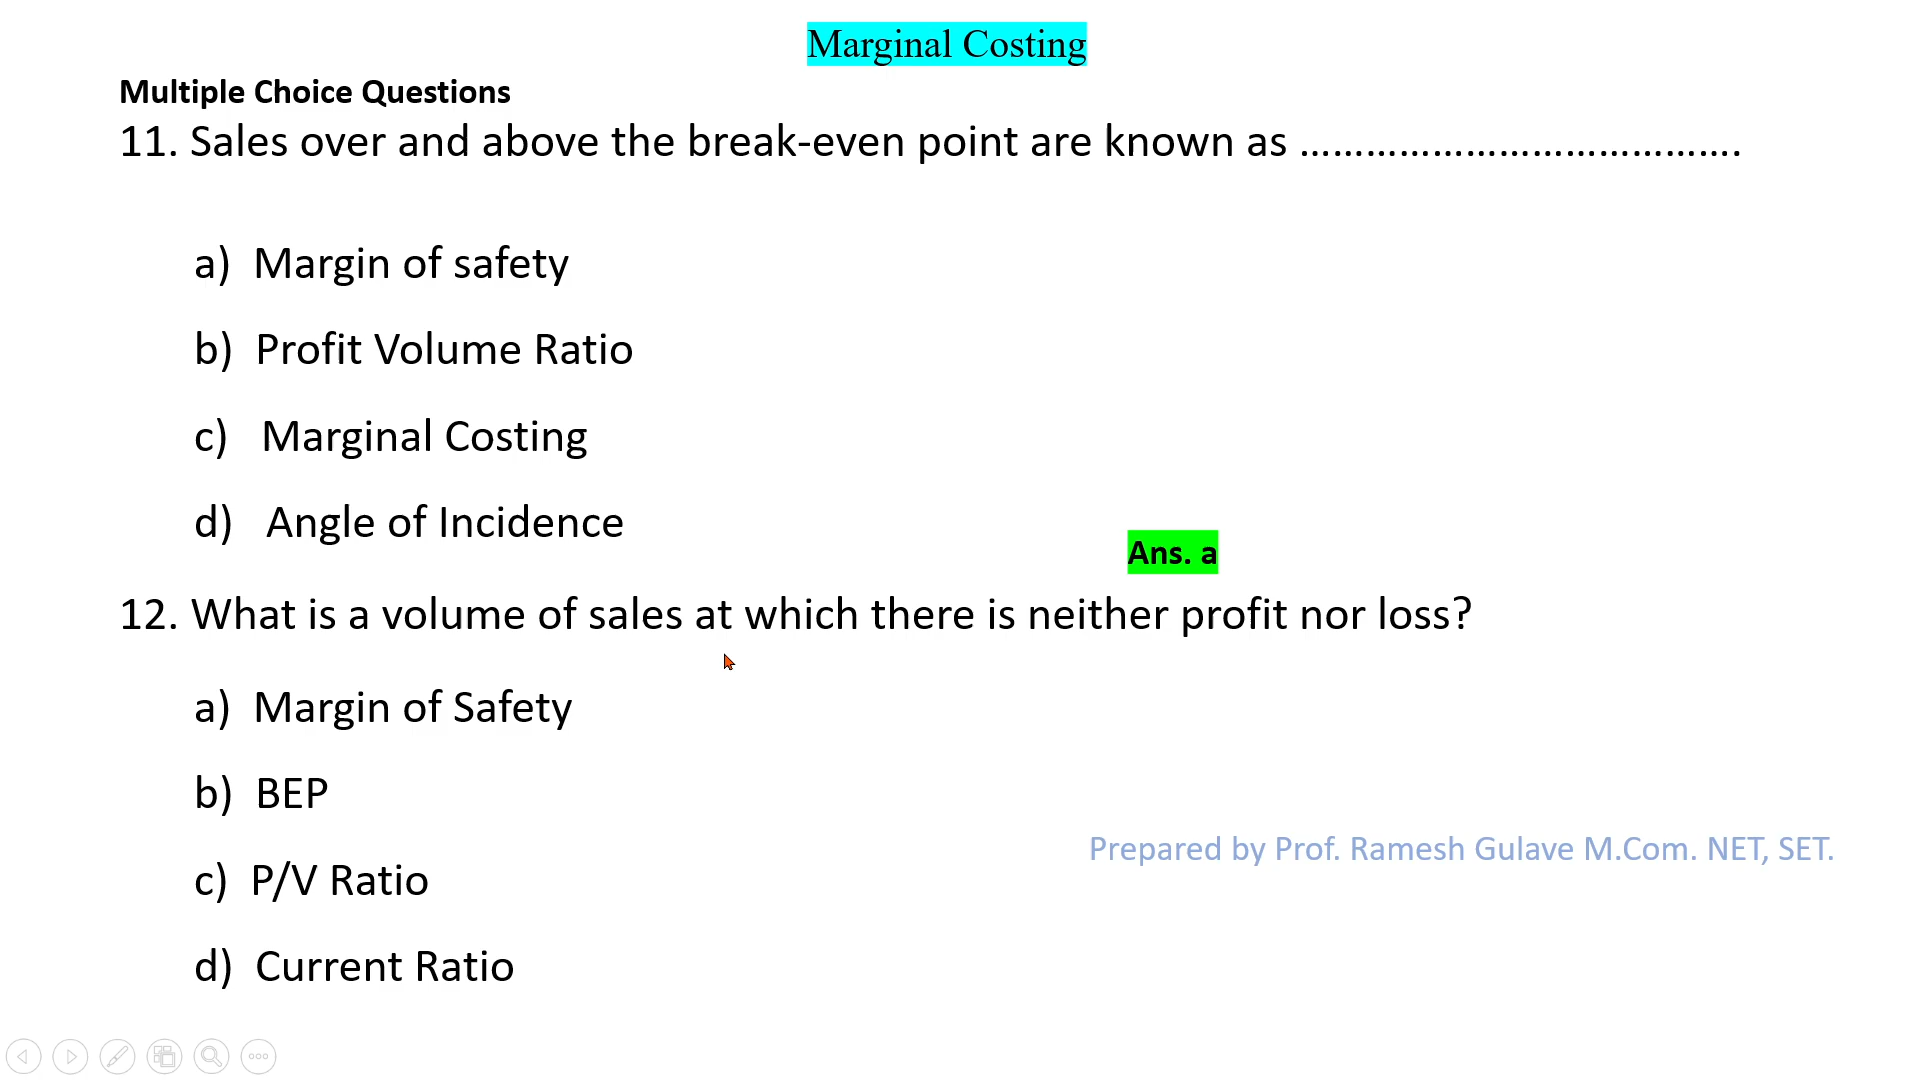 Marginal Costing
Multiple Choice Questions
11. Sales over and above the break-even point are known as ………………………………….
a) Margin of safety
b) Profit Volume Ratio
c) Marginal Costing
d) Angle of Incidence
Ans. a
12. What is a volume of sales at which there is neither profit nor loss?
a) Margin of Safety
b) BEP
Prepared by Prof. Ramesh Gulave M.Com. NET, SET.
c) P/V Ratio
d) Current Ratio